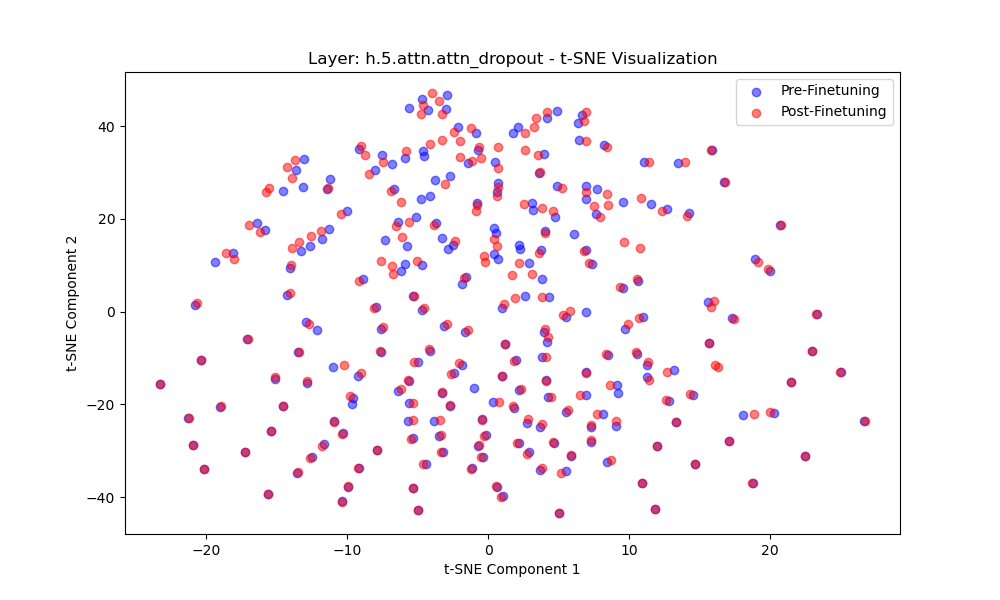 Layer: h.5.attn.attn_dropout - t-SNE Visualization
Pre-Finetuning
Post-Finetuning
t-SNE Component 2
40
20
0
−20
−40
−20
−10
0
10
20
t-SNE Component 1